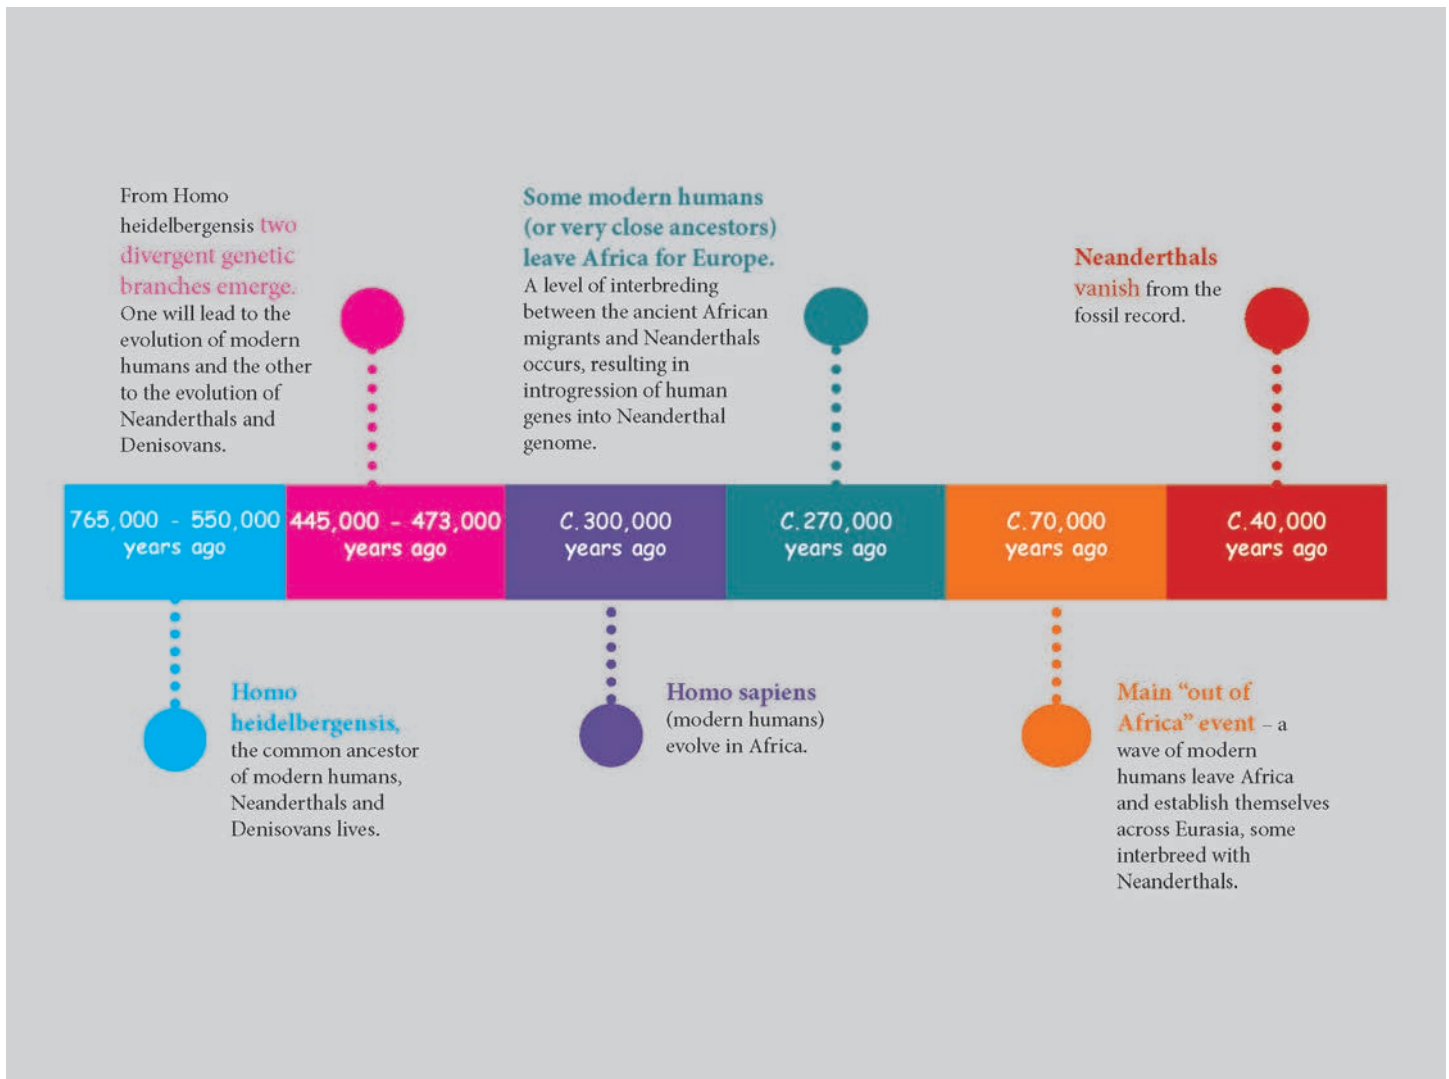 From Homo
heidelbergensis two
divergent genetic
branches emerge.
One will lead to the
evolution of modern
humans and the other
to the evolution of
Neanderthals and
Denisovans.
Some modern humans
(or very close ancestors)
leave Africa for Europe.
A level of interbreding
between the ancient African
migrants and Neanderthals
occurs, resulting in
introgression of human
genes into Neanderthal
genome.
Neanderthals
vanish from the
fossil record.
765,000 - 550,000
years ago
445,000 - 473,000
years ago
C.300,000
years ago
C.270,000
years ago
C.70,000
years ago
C.40,000
years ago
Homo
heidelbergensis,
the common ancestor
of modern humans,
Neanderthals and
Denisovans lives.
Homo sapiens
(modern humans)
evolve in Africa.
Main “out of
Africa” event – a
wave of modern
humans leave Africa
and establish themselves
across Eurasia, some
interbreed with
Neanderthals.